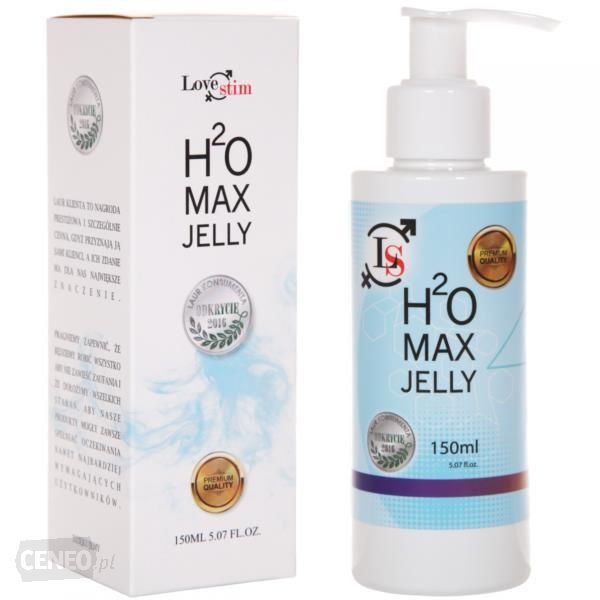 ODKRYCIE
2016
LAUR KLIENTA TO NAGRODA
PRESTIŻOWA I SZCZEGÓLNIE
CENNA, GDYŻ PRZYZNAJĄ JĄ
SAMI KLIENCI, A ICH ZDANIE
MA DLA NAS NAJWIĘKSZE
ZNACZENIE.
PRAGNIEMY ZAPEWNIĆ, ŻE
BĘDZIEMY ROBIĆ WSZYSTKO
ABY NIE ZAWIEŚĆ ZAUFANIA I
ŻE DOŁOŻYMY WSZELKICH
STARAŃ, ABY NASZE
PRODUKTY MOGŁY ZAWSZE
SPEŁNIAĆ OCZEKIWANIA
NAWET NAJBARDZIEJ
WYMAGAJĄCYCH
UŻYTKOWNIKÓW.
Love stim
H2O
MAX
JELLY
LAUR KONSUMENTA
ODKRYCIE
2016
PREMIUM
QUALITY
150ML 5.07 FL.OZ.
LS
PREMIUM
QUALITY
H2O
MAX
JELLY
LAUR KONSUMENTA
ODKRYCIE
2016
150ml
5.07 fl.oz.
CENEO.pl